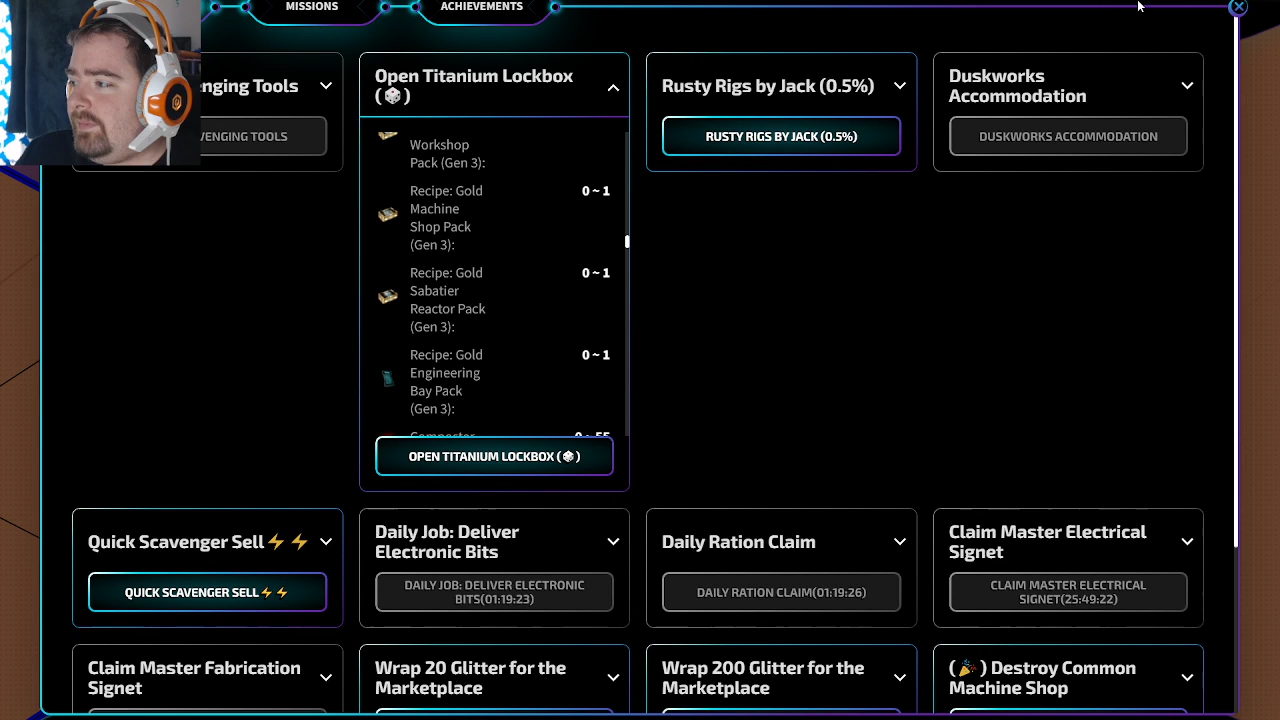 MISSIONS
ACHIEVEMENTS
enging Tools
VENGING TOOLS
Open Titanium Lockbox
(🎲)
Workshop
Pack (Gen 3):
Recipe: Gold
Machine
Shop Pack
(Gen 3):
0 ~ 1
Recipe: Gold
Sabatier
Reactor Pack
(Gen 3):
0 ~ 1
Recipe: Gold
Engineering
Bay Pack
(Gen 3):
0 ~ 1
Composter
0 ~ 55
OPEN TITANIUM LOCKBOX (🎲)
Rusty Rigs by Jack (0.5%)
RUSTY RIGS BY JACK (0.5%)
Duskworks
Accommodation
DUSKWORKS ACCOMMODATION
Quick Scavenger Sell⚡⚡
QUICK SCAVENGER SELL⚡⚡
Daily Job: Deliver
Electronic Bits
DAILY JOB: DELIVER ELECTRONIC
BITS(01:19:23)
Daily Ration Claim
DAILY RATION CLAIM(01:19:26)
Claim Master Electrical
Signet
CLAIM MASTER ELECTRICAL
SIGNET(25:49:22)
Claim Master Fabrication
Signet
Wrap 20 Glitter for the
Marketplace
Wrap 200 Glitter for the
Marketplace
(🎉) Destroy Common
Machine Shop